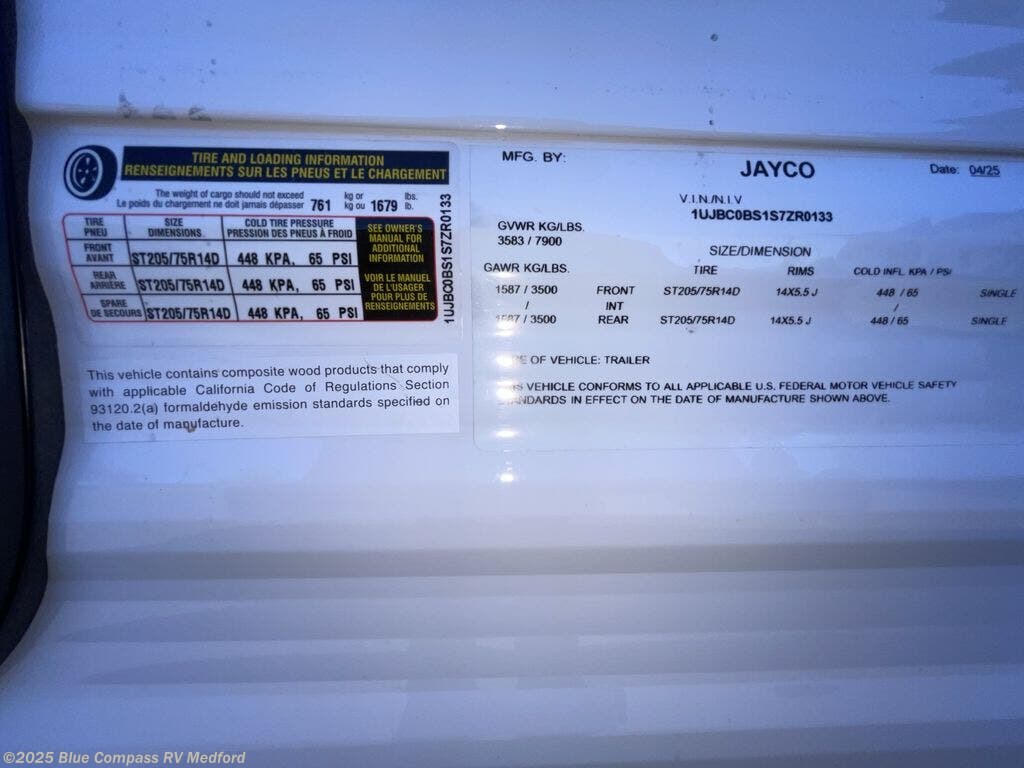 TIRE AND LOADING INFORMATION
RENSEIGNEMENTS SUR LES PNEUS ET LE CHARGEMENT
The weight of cargo should not exceed kg or lbs.
Le poids du chargement ne doit jamais dépasser 761 kg ou 1679 lb.
TIRE SIZE COLD TIRE PRESSURE
PNEU DIMENSIONS PRESSION DES PNEUS À FROID
FRONT
AVANT ST205/75R14D 448 KPA, 65 PSI
REAR
ARRIÈRE ST205/75R14D 448 KPA, 65 PSI
SPARE
DE SECOURS ST205/75R14D 448 KPA, 65 PSI
SEE OWNER'S
MANUAL FOR
ADDITIONAL
INFORMATION
VOIR LE MANUEL
DE L'USAGER
POUR PLUS DE
RENSEIGNEMENTS
1UJBC0BS1S7ZR0133
This vehicle contains composite wood products that comply
with applicable California Code of Regulations Section
93120.2(a) formaldehyde emission standards specified on
the date of manufacture.
MFG. BY: JAYCO Date: 04/25
V.I.N./N.I.V
1UJBC0BS1S7ZR0133
GVWR KG/LBS.
3583 / 7900
SIZE/DIMENSION
GAWR KG/LBS. TIRE RIMS COLD INFL. KPA / PSI
1587 / 3500 FRONT ST205/75R14D 14X5.5 J 448 / 65 SINGLE
/ INT /
1587 / 3500 REAR ST205/75R14D 14X5.5 J 448 / 65 SINGLE
OF VEHICLE: TRAILER
VEHICLE CONFORMS TO ALL APPLICABLE U.S. FEDERAL MOTOR VEHICLE SAFETY
IN EFFECT ON THE DATE OF MANUFACTURE SHOWN ABOVE.
©2025 Blue Compass RV Medford